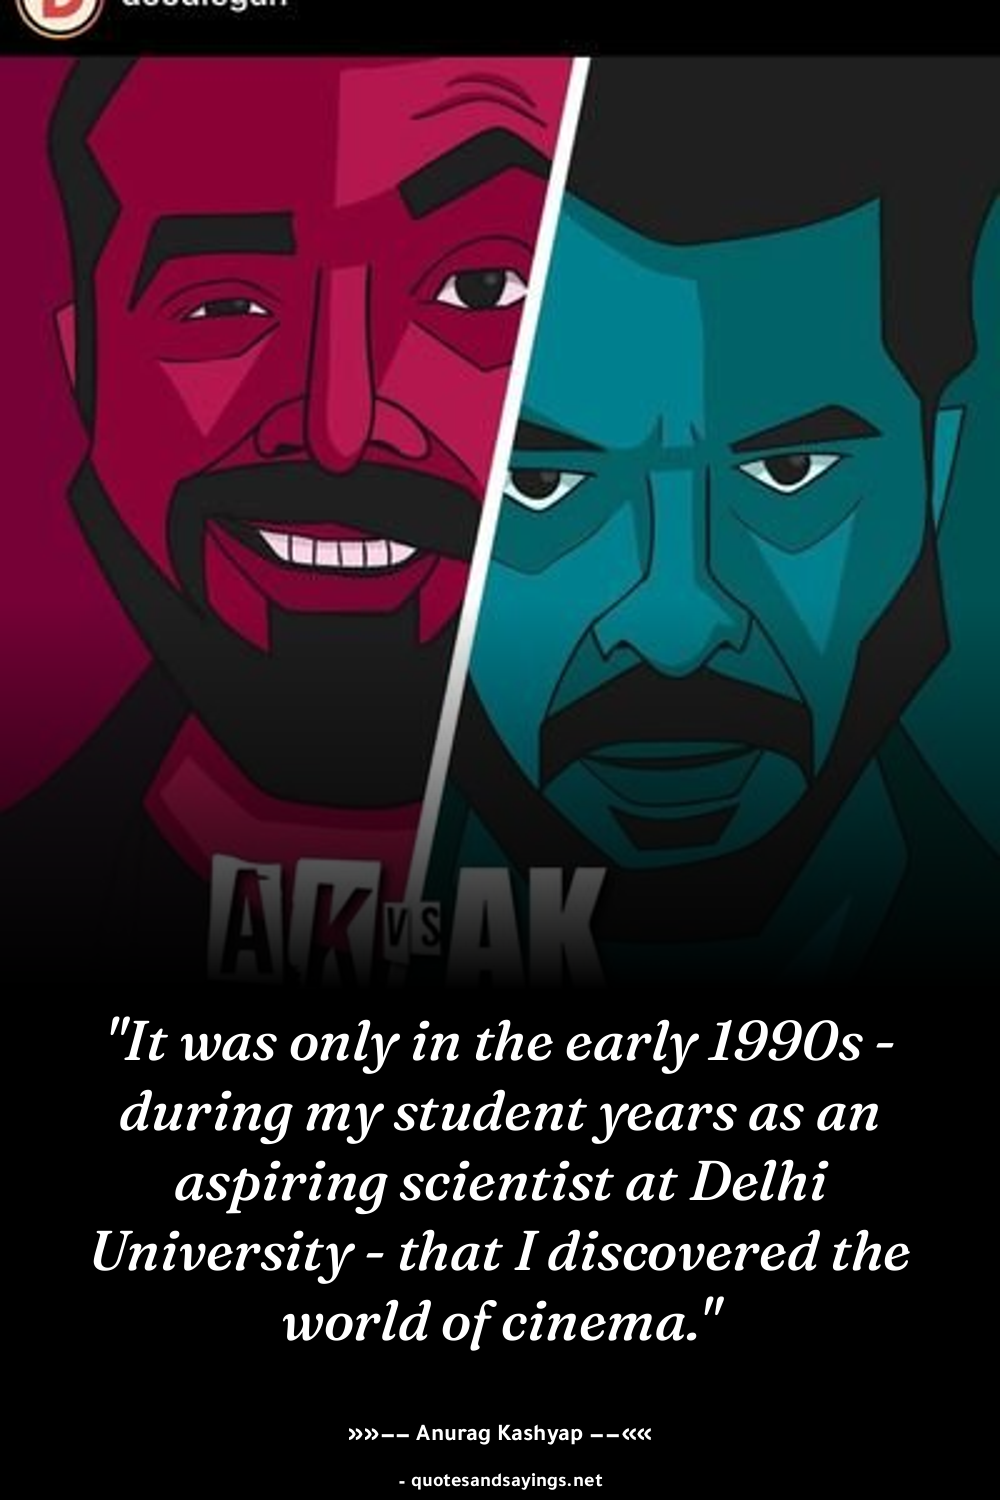 AK VS AK
"It was only in the early 1990s -
during my student years as an
aspiring scientist at Delhi
University - that I discovered the
world of cinema."
»»–– Anurag Kashyap ––««
- quotesandsayings.net